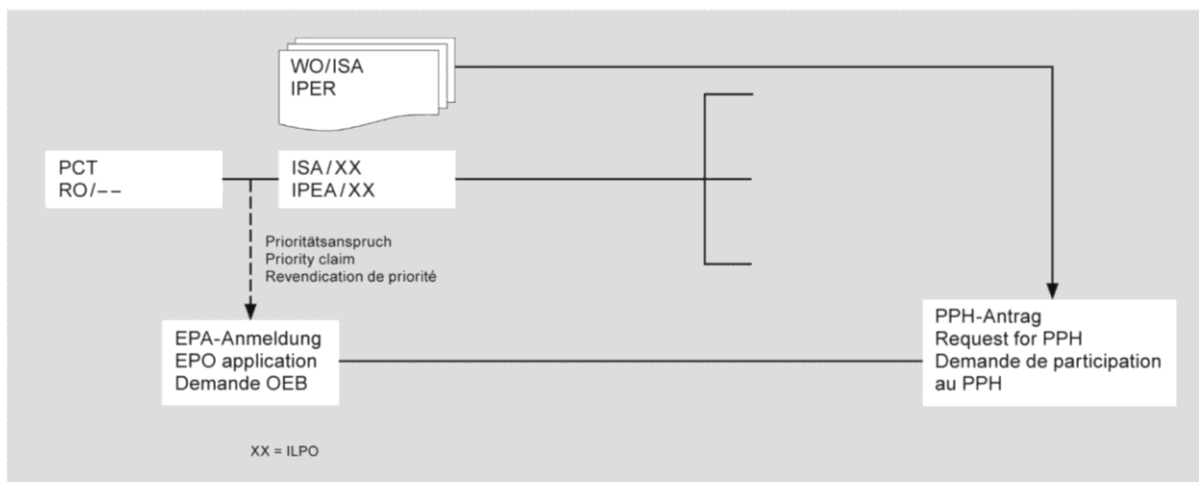 WO/ISA
IPER
PCT
RO/--
ISA/XX
IPEA/XX
Prioritätsanspruch
Priority claim
Revendication de priorité
EPA-Anmeldung
EPO application
Demande OEB
PPH-Antrag
Request for PPH
Demande de participation
au PPH
XX = ILPO